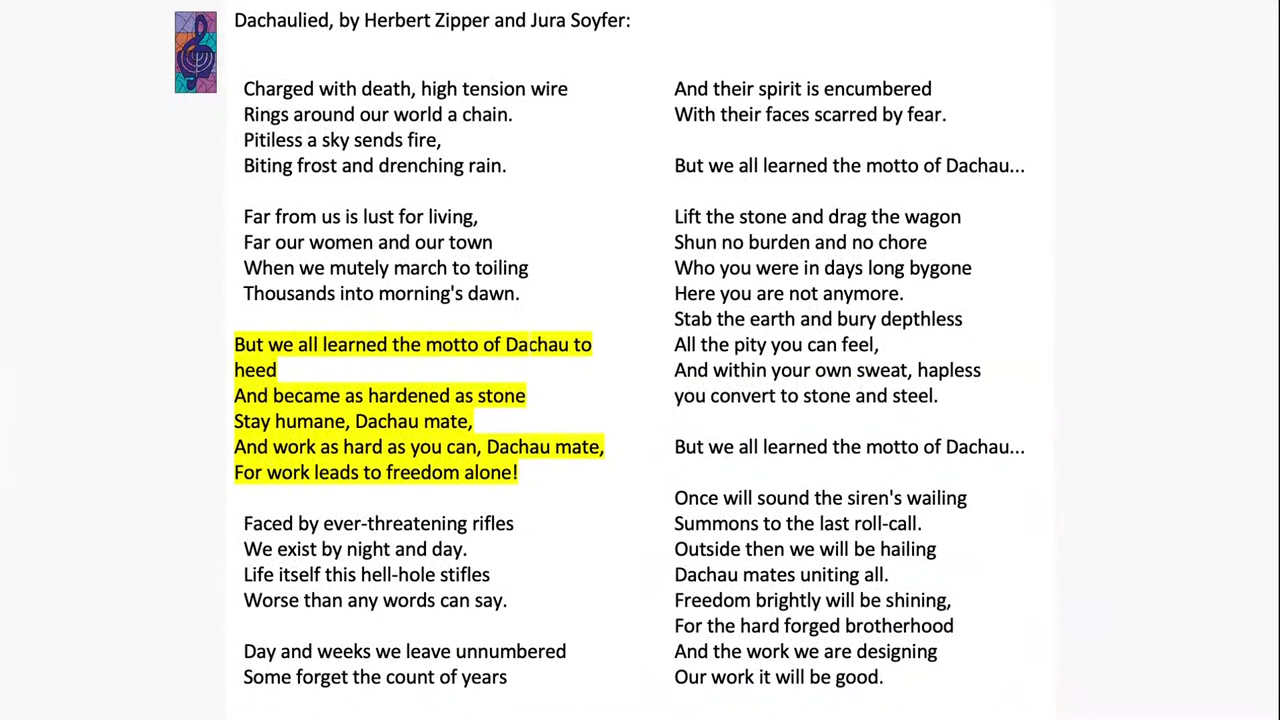 Dachaulied, by Herbert Zipper and Jura Soyfer:
Charged with death, high tension wire
Rings around our world a chain.
Pitiless a sky sends fire,
Biting frost and drenching rain.
Far from us is lust for living,
Far our women and our town
When we mutely march to toiling
Thousands into morning's dawn.
But we all learned the motto of Dachau to
heed
And became as hardened as stone
Stay humane, Dachau mate,
And work as hard as you can, Dachau mate,
For work leads to freedom alone!
Faced by ever-threatening rifles
We exist by night and day.
Life itself this hell-hole stifles
Worse than any words can say.
Day and weeks we leave unnumbered
Some forget the count of years
And their spirit is encumbered
With their faces scarred by fear.
But we all learned the motto of Dachau...
Lift the stone and drag the wagon
Shun no burden and no chore
Who you were in days long bygone
Here you are not anymore.
Stab the earth and bury depthless
All the pity you can feel,
And within your own sweat, hapless
you convert to stone and steel.
But we all learned the motto of Dachau...
Once will sound the siren's wailing
Summons to the last roll-call.
Outside then we will be hailing
Dachau mates uniting all.
Freedom brightly will be shining,
For the hard forged brotherhood
And the work we are designing
Our work it will be good.